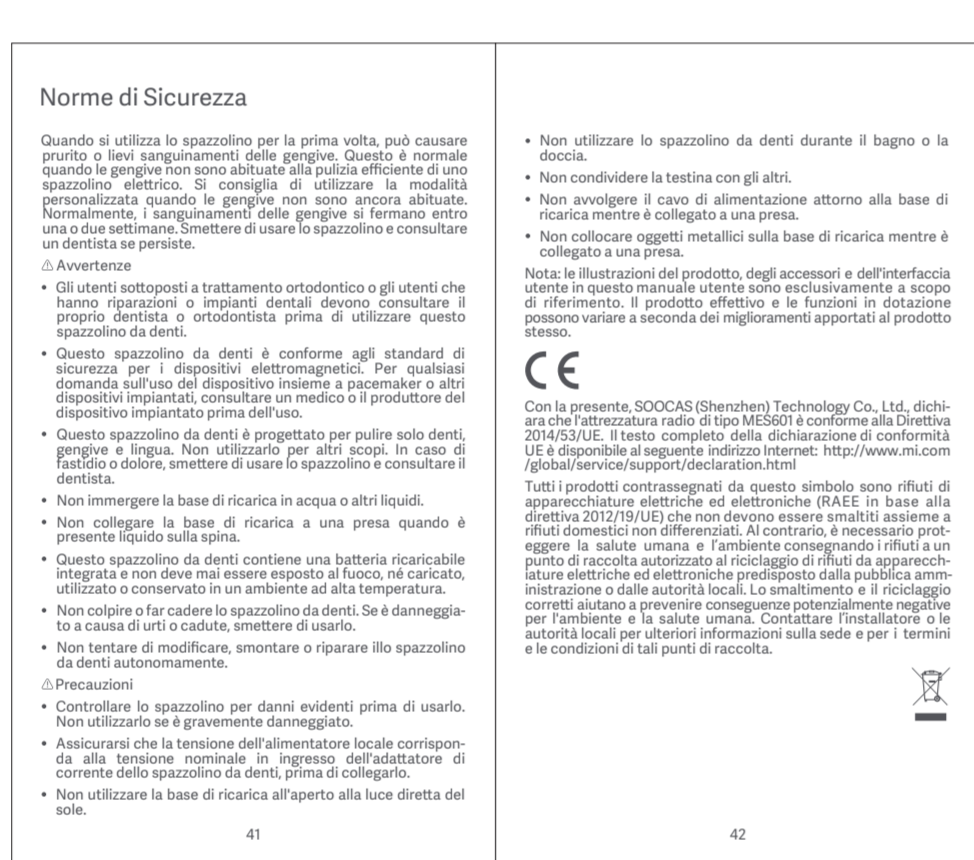 Norme di Sicurezza
Quando si utilizza lo spazzolino per la prima volta, può causare
prurito o lievi sanguinamenti delle gengive. Questo è normale
quando le gengive non sono abituate alla pulizia efficiente di uno
spazzolino elettrico. Si consiglia di utilizzare la modalità
personalizzata quando le gengive non sono ancora abituate.
Normalmente, i sanguinamenti delle gengive si fermano entro
una o due settimane. Smettere di usare lo spazzolino e consultare
un dentista se persiste.
⚠ Avvertenze
• Gli utenti sottoposti a trattamento ortodontico o gli utenti che
hanno riparazioni o impianti dentali devono consultare il
proprio dentista o ortodontista prima di utilizzare questo
spazzolino da denti.
• Questo spazzolino da denti è conforme agli standard di
sicurezza per i dispositivi elettromagnetici. Per qualsiasi
domanda sull'uso del dispositivo insieme a pacemaker o altri
dispositivi impiantati, consultare un medico o il produttore del
dispositivo impiantato prima dell'uso.
• Questo spazzolino da denti è progettato per pulire solo denti,
gengive e lingua. Non utilizzarlo per altri scopi. In caso di
fastidio o dolore, smettere di usare lo spazzolino e consultare il
dentista.
• Non immergere la base di ricarica in acqua o altri liquidi.
• Non collegare la base di ricarica a una presa quando è
presente liquido sulla spina.
• Questo spazzolino da denti contiene una batteria ricaricabile
integrata e non deve mai essere esposto al fuoco, né caricato,
utilizzato o conservato in un ambiente ad alta temperatura.
• Non colpire o far cadere lo spazzolino da denti. Se è danneggia-
to a causa di urti o cadute, smettere di usarlo.
• Non tentare di modificare, smontare o riparare illo spazzolino
da denti autonomamente.
⚠ Precauzioni
• Controllare lo spazzolino per danni evidenti prima di usarlo.
Non utilizzarlo se è gravemente danneggiato.
• Assicurarsi che la tensione dell'alimentatore locale corrispon-
da alla tensione nominale in ingresso dell'adattatore di
corrente dello spazzolino da denti, prima di collegarlo.
• Non utilizzare la base di ricarica all'aperto alla luce diretta del
sole.
41
• Non utilizzare lo spazzolino da denti durante il bagno o la
doccia.
• Non condividere la testina con gli altri.
• Non avvolgere il cavo di alimentazione attorno alla base di
ricarica mentre è collegato a una presa.
• Non collocare oggetti metallici sulla base di ricarica mentre è
collegato a una presa.
Nota: le illustrazioni del prodotto, degli accessori e dell'interfaccia
utente in questo manuale utente sono esclusivamente a scopo
di riferimento. Il prodotto effettivo e le funzioni in dotazione
possono variare a seconda dei miglioramenti apportati al prodotto
stesso.
CE
Con la presente, SOOCAS (Shenzhen) Technology Co., Ltd., dichi-
ara che l'attrezzatura radio di tipo MES601 è conforme alla Direttiva
2014/53/UE. Il testo completo della dichiarazione di conformità
UE è disponibile al seguente indirizzo Internet: http://www.mi.com
/global/service/support/declaration.html
Tutti i prodotti contrassegnati da questo simbolo sono rifiuti di
apparecchiature elettriche ed elettroniche (RAEE in base alla
direttiva 2012/19/UE) che non devono essere smaltiti assieme a
rifiuti domestici non differenziati. Al contrario, è necessario prot-
eggere la salute umana e l'ambiente consegnando i rifiuti a un
punto di raccolta autorizzato al riciclaggio di rifiuti da apparecch-
iature elettriche ed elettroniche predisposto dalla pubblica amm-
inistrazione o dalle autorità locali. Lo smaltimento e il riciclaggio
corretti aiutano a prevenire conseguenze potenzialmente negative
per l'ambiente e la salute umana. Contattare l'installatore o le
autorità locali per ulteriori informazioni sulla sede e per i termini
e le condizioni di tali punti di raccolta.
42